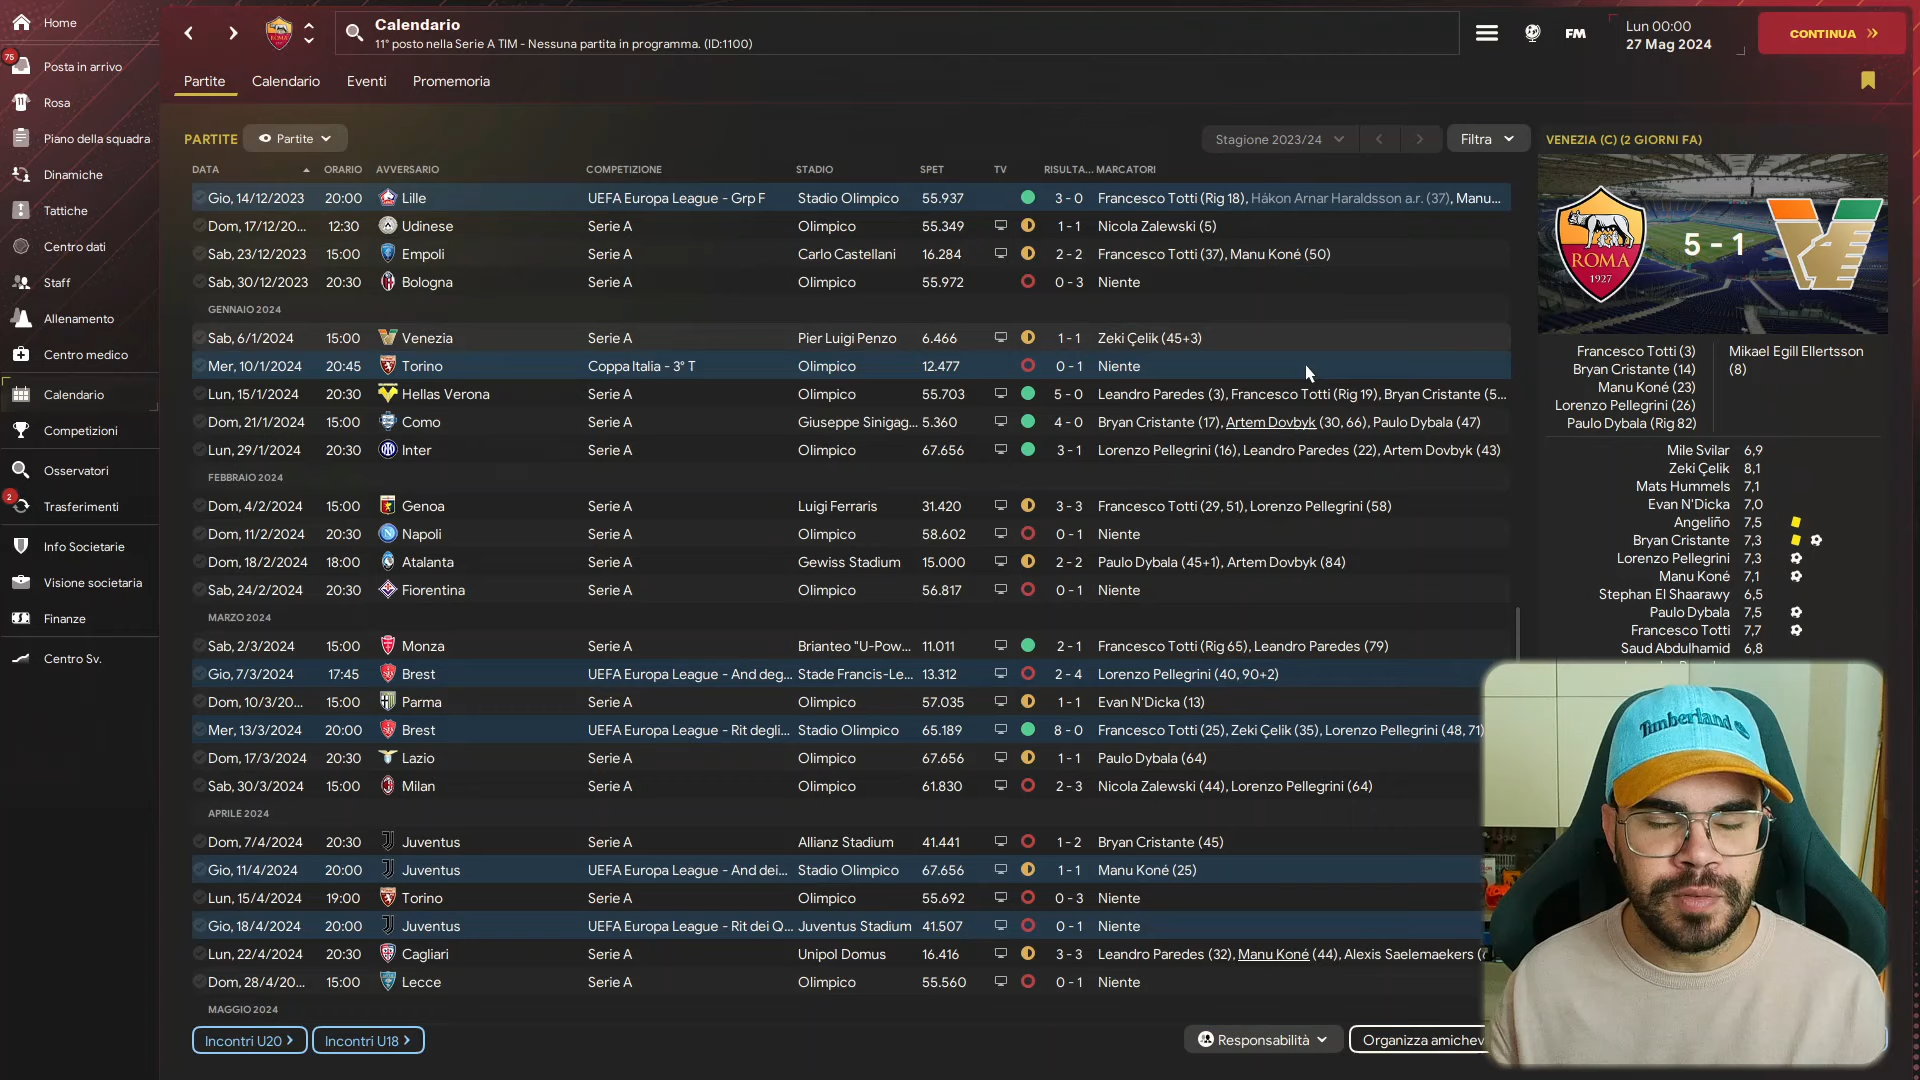 Home
75
Posta in arrivo
Rosa
Piano della squadra
Dinamiche
Tattiche
Centro dati
Staff
Allenamento
Centro medico
Calendario
Competizioni
Osservatori
2
Trasferimenti
Info Societarie
Visione societaria
Finanze
Centro Sv.
Calendario
11° posto nella Serie A TIM - Nessuna partita in programma. (ID:1100)
FM
Lun 00:00
27 Mag 2024
CONTINUA
Partite Calendario Eventi Promemoria
PARTITE Partite Stagione 2023/24 Filtra
DATA ORARIO AVVERSARIO COMPETIZIONE STADIO SPET TV RISULTA... MARCATORI
Gio, 14/12/2023 20:00 Lille UEFA Europa League - Grp F Stadio Olimpico 55.937 3 - 0 Francesco Totti (Rig 18), Hákon Arnar Haraldsson a.r. (37), Manu...
Dom, 17/12/20... 12:30 Udinese Serie A Olimpico 55.349 1 - 1 Nicola Zalewski (5)
Sab, 23/12/2023 15:00 Empoli Serie A Carlo Castellani 16.284 2 - 2 Francesco Totti (37), Manu Koné (50)
Sab, 30/12/2023 20:30 Bologna Serie A Olimpico 55.972 0 - 3 Niente
GENNAIO 2024
Sab, 6/1/2024 15:00 Venezia Serie A Pier Luigi Penzo 6.466 1 - 1 Zeki Çelik (45+3)
Mer, 10/1/2024 20:45 Torino Coppa Italia - 3° T Olimpico 12.477 0 - 1 Niente
Lun, 15/1/2024 20:30 Hellas Verona Serie A Olimpico 55.703 5 - 0 Leandro Paredes (3), Francesco Totti (Rig 19), Bryan Cristante (5...
Dom, 21/1/2024 15:00 Como Serie A Giuseppe Sinigag... 5.360 4 - 0 Bryan Cristante (17), Artem Dovbyk (30, 66), Paulo Dybala (47)
Lun, 29/1/2024 20:30 Inter Serie A Olimpico 67.656 3 - 1 Lorenzo Pellegrini (16), Leandro Paredes (22), Artem Dovbyk (43)
FEBBRAIO 2024
Dom, 4/2/2024 15:00 Genoa Serie A Luigi Ferraris 31.420 3 - 3 Francesco Totti (29, 51), Lorenzo Pellegrini (58)
Dom, 11/2/2024 20:30 Napoli Serie A Olimpico 58.602 0 - 1 Niente
Dom, 18/2/2024 18:00 Atalanta Serie A Gewiss Stadium 15.000 2 - 2 Paulo Dybala (45+1), Artem Dovbyk (84)
Sab, 24/2/2024 20:30 Fiorentina Serie A Olimpico 56.817 0 - 1 Niente
MARZO 2024
Sab, 2/3/2024 15:00 Monza Serie A Brianteo "U-Pow... 11.011 2 - 1 Francesco Totti (Rig 65), Leandro Paredes (79)
Gio, 7/3/2024 17:45 Brest UEFA Europa League - And deg... Stade Francis-Le... 13.312 2 - 4 Lorenzo Pellegrini (40, 90+2)
Dom, 10/3/20... 15:00 Parma Serie A Olimpico 57.035 1 - 1 Evan N'Dicka (13)
Mer, 13/3/2024 20:00 Brest UEFA Europa League - Rit degli... Stadio Olimpico 65.189 8 - 0 Francesco Totti (25), Zeki Çelik (35), Lorenzo Pellegrini (48, 71)
Dom, 17/3/2024 20:30 Lazio Serie A Olimpico 67.656 1 - 1 Paulo Dybala (64)
Sab, 30/3/2024 15:00 Milan Serie A Olimpico 61.830 2 - 3 Nicola Zalewski (44), Lorenzo Pellegrini (64)
APRILE 2024
Dom, 7/4/2024 20:30 Juventus Serie A Allianz Stadium 41.441 1 - 2 Bryan Cristante (45)
Gio, 11/4/2024 20:00 Juventus UEFA Europa League - And dei... Stadio Olimpico 67.656 1 - 1 Manu Koné (25)
Lun, 15/4/2024 19:00 Torino Serie A Olimpico 55.692 0 - 3 Niente
Gio, 18/4/2024 20:00 Juventus UEFA Europa League - Rit dei Q... Juventus Stadium 41.507 0 - 1 Niente
Lun, 22/4/2024 20:30 Cagliari Serie A Unipol Domus 16.416 3 - 3 Leandro Paredes (32), Manu Koné (44), Alexis Saelemaekers (
Dom, 28/4/20... 15:00 Lecce Serie A Olimpico 55.560 0 - 1 Niente
MAGGIO 2024
Incontri U20 Incontri U18 Responsabilità Organizza amichev
VENEZIA (C) (2 GIORNI FA)
ROMA
1927
5 - 1
Francesco Totti (3)
Bryan Cristante (14)
Manu Koné (23)
Lorenzo Pellegrini (26)
Paulo Dybala (Rig 82)
Mikael Egill Ellertsson
(8)
Mile Svilar 6,9
Zeki Çelik 8,1
Mats Hummels 7,1
Evan N'Dicka 7,0
Angeliño 7,5
Bryan Cristante 7,3
Lorenzo Pellegrini 7,3
Manu Koné 7,1
Stephan El Shaarawy 6,5
Paulo Dybala 7,5
Francesco Totti 7,7
Saud Abdulhamid 6,8
Timberland